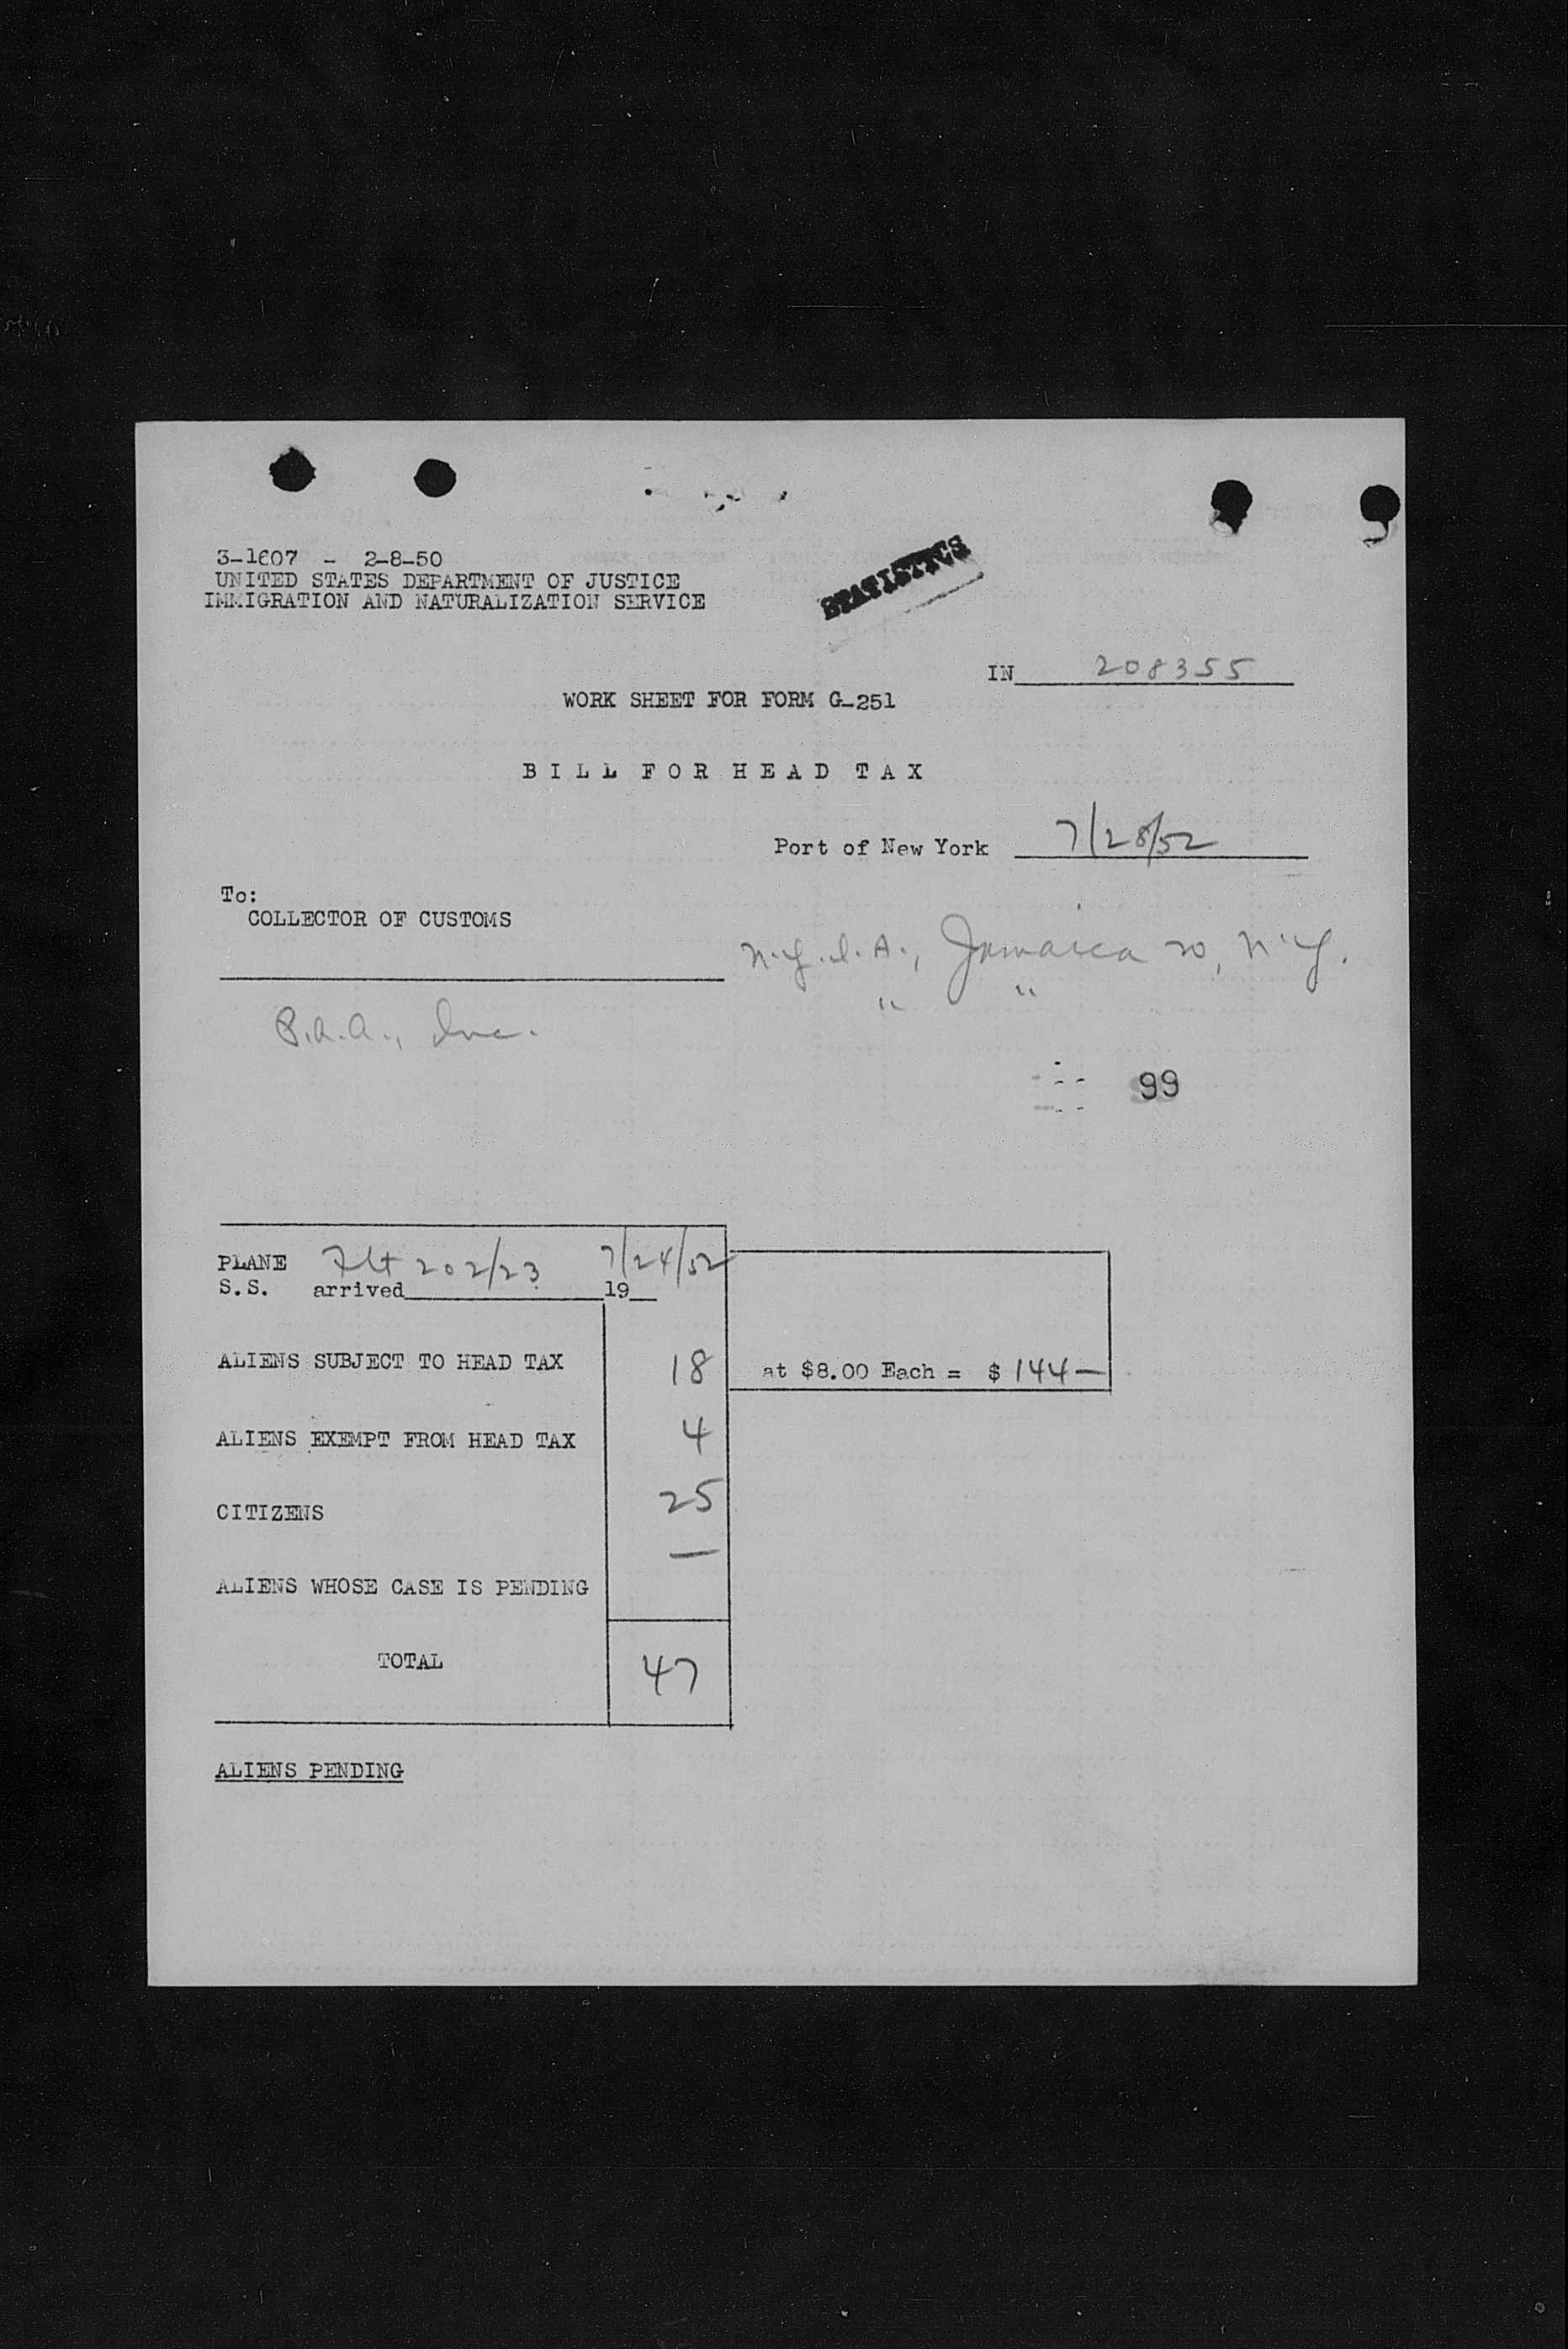 3-1607 - 2-8-50
UNITED STATES DEPARTMENT OF JUSTICE
IMMIGRATION AND NATURALIZATION SERVICE
STATISTICS
IN 208355
WORK SHEET FOR FORM G-251
BILL FOR HEAD TAX
Port of New York 7/28/52
To:
COLLECTOR OF CUSTOMS
N.Y.I.A., Jamaica 20, N.Y.
" "
P.A.A., Inc.
99
PLANE Flt 202/23 7/24/52
S.S. arrived 19
ALIENS SUBJECT TO HEAD TAX 18 at $8.00 Each = $ 144—
ALIENS EXEMPT FROM HEAD TAX 4
CITIZENS 25
ALIENS WHOSE CASE IS PENDING —
TOTAL 47
ALIENS PENDING